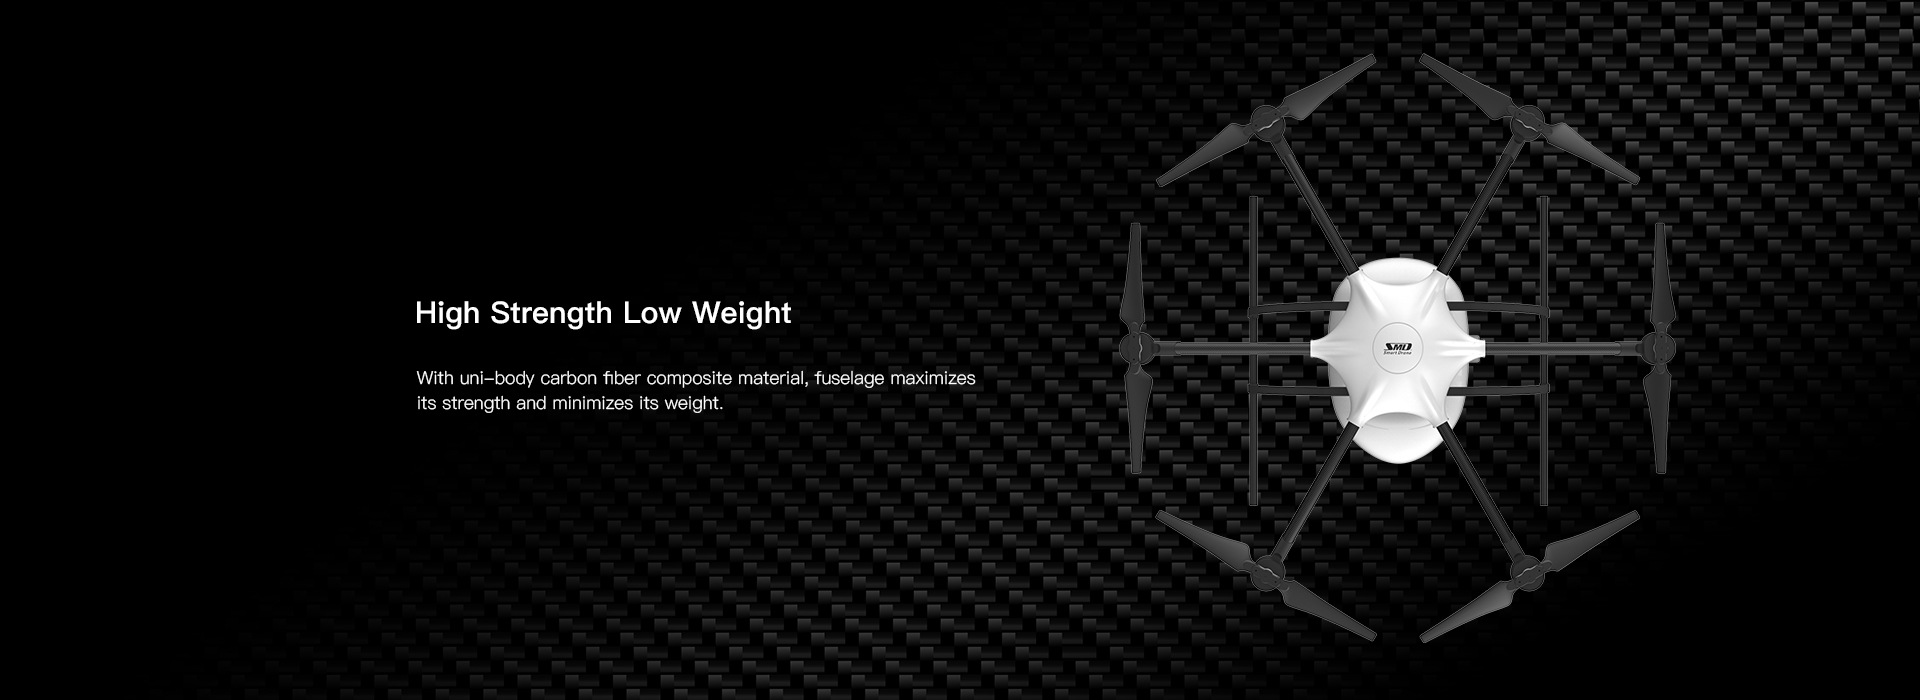 High Strength Low Weight
With uni-body carbon fiber composite material, fuselage maximizes
its strength and minimizes its weight.
SMD
Smart Drone